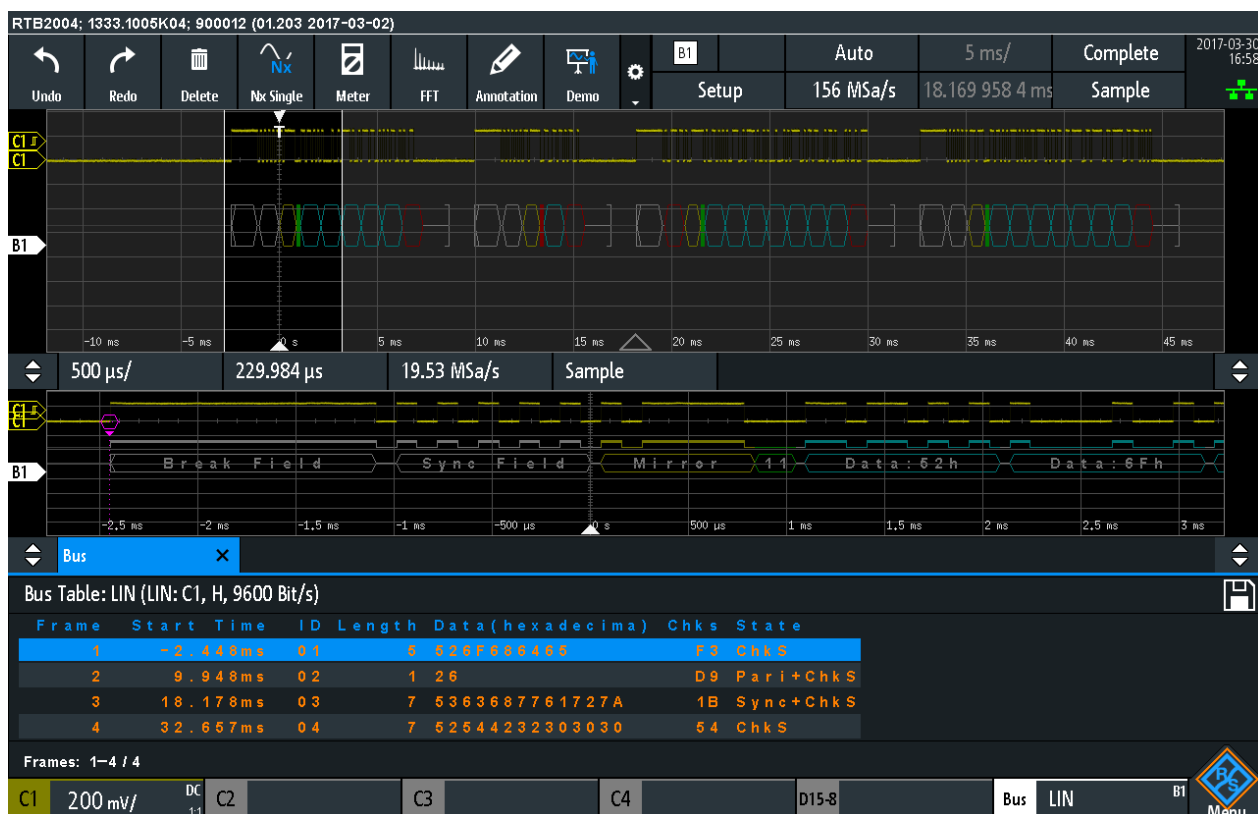 RTB2004; 1333.1005K04; 900012 (01.203 2017-03-02)
Undo Redo Delete Nx Single Meter FFT Annotation Demo
Nx
B1 Auto 5 ms/ Complete
Setup 156 MSa/s 18.169 958 4 ms Sample
2017-03-30
16:58
T
C1
C1
B1
-10 ms -5 ms 0 s 5 ms 10 ms 15 ms 20 ms 25 ms 30 ms 35 ms 40 ms 45 ms
500 µs/ 229.984 µs 19.53 MSa/s Sample
C1
B1
Break Field Sync Field Mirror 11 Data:52h Data:6Fh
-2.5 ms -2 ms -1.5 ms -1 ms -500 µs 0 s 500 µs 1 ms 1.5 ms 2 ms 2.5 ms 3 ms
Bus ×
Bus Table: LIN (LIN: C1, H, 9600 Bit/s)
Frame Start Time ID Length Data(hexadecima) Chks State
1 -2.448ms 01 5 526F686465 F3 ChkS
2 9.948ms 02 1 26 D9 Pari+ChkS
3 18.178ms 03 7 5363687761727A 1B Sync+ChkS
4 32.657ms 04 7 52544232303030 54 ChkS
Frames: 1-4 / 4
C1 200 mV/ DC 1:1 C2 C3 C4 D15-8 Bus LIN B1
R&S
Menu